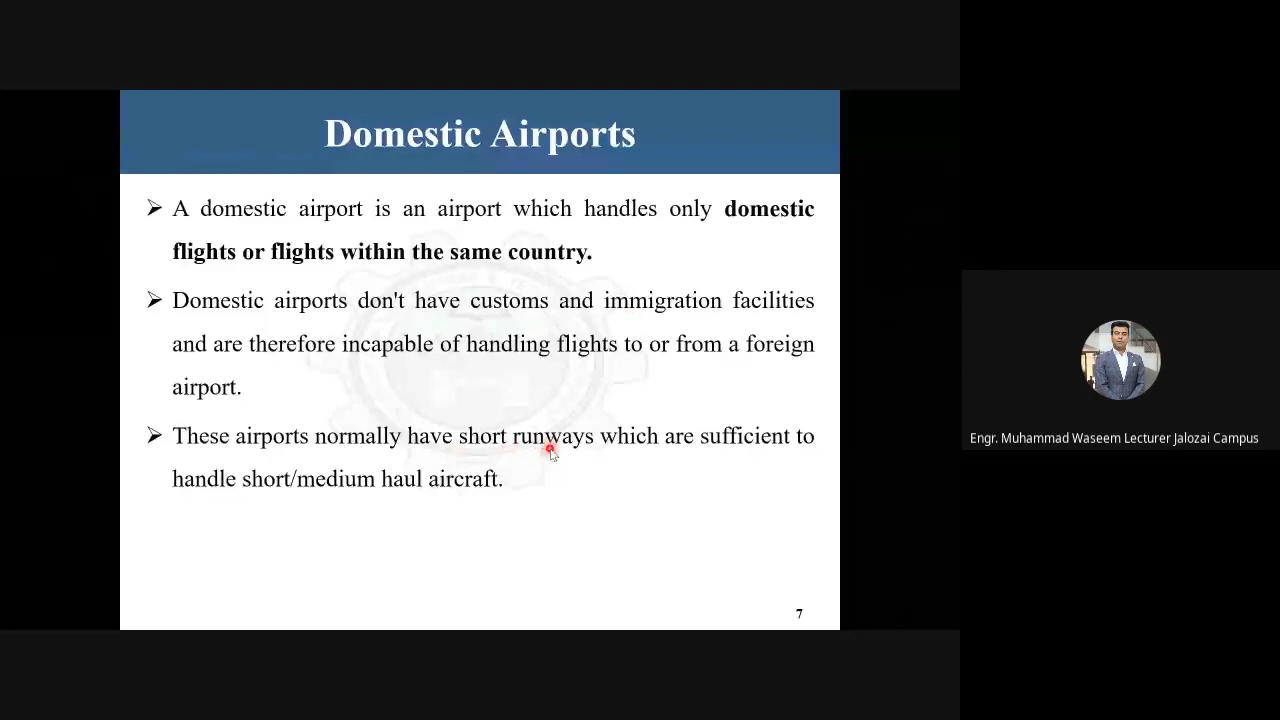 Domestic Airports
➢ A domestic airport is an airport which handles only domestic
flights or flights within the same country.
➢ Domestic airports don't have customs and immigration facilities
and are therefore incapable of handling flights to or from a foreign
airport.
➢ These airports normally have short runways which are sufficient to
handle short/medium haul aircraft.
7
Engr. Muhammad Waseem Lecturer Jalozai Campus